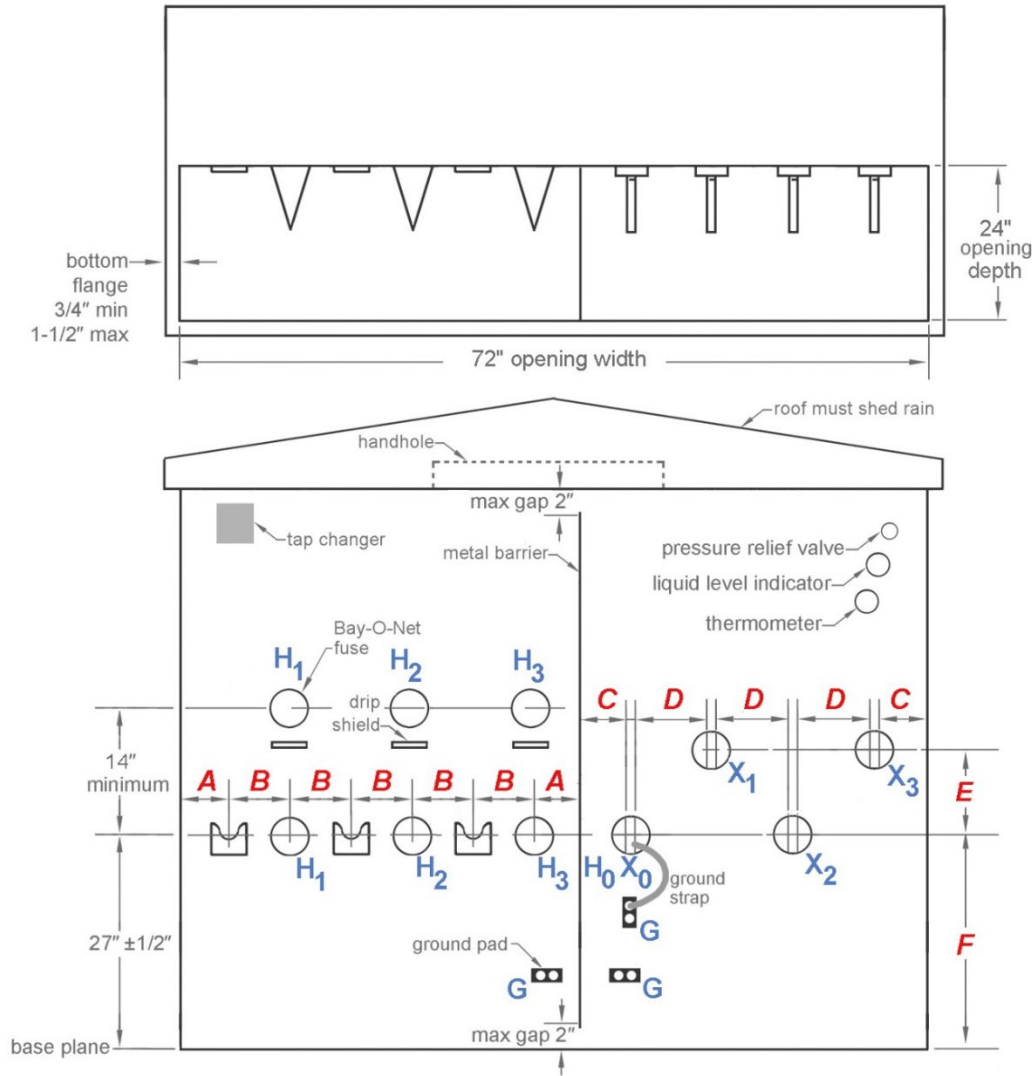 bottom
flange
3/4" min
1-1/2" max
24"
opening
depth
72" opening width
roof must shed rain
handhole
max gap 2"
tap changer
metal barrier
pressure relief valve
liquid level indicator
thermometer
Bay-O-Net
fuse
H1 H2 H3
drip
shield
C D D D C
14"
minimum
A B B B B B A
X1 X3
E
H1 H2 H3 H0 X0 X2
ground
strap
27" ±1/2"
G
F
ground pad
G G
max gap 2"
base plane